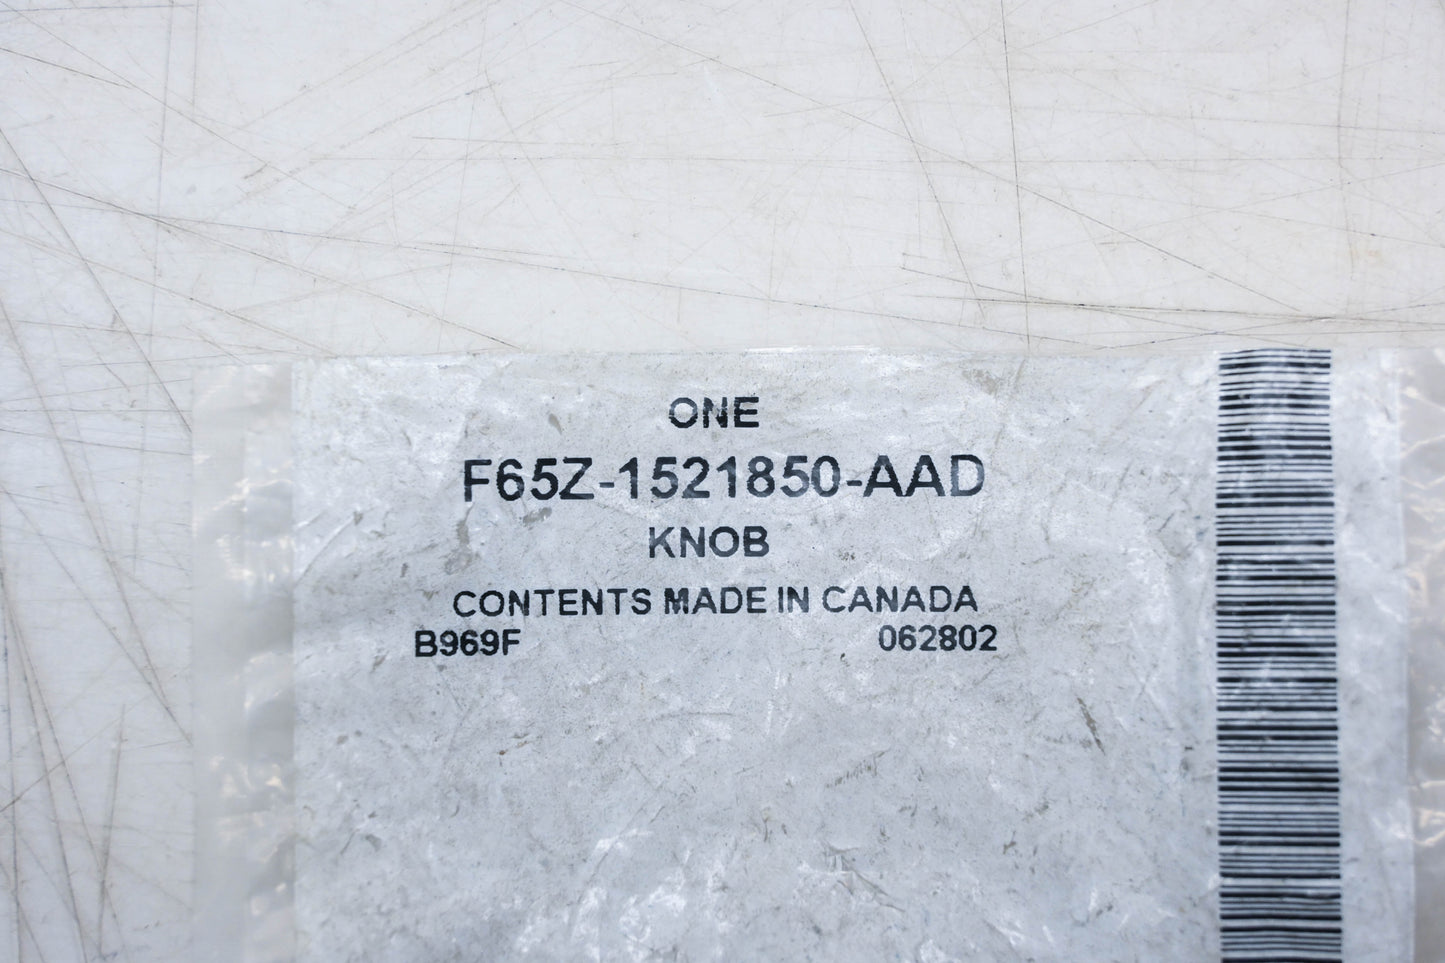 ONE
F65Z-1521850-AAD
KNOB
CONTENTS MADE IN CANADA
B969F 062802